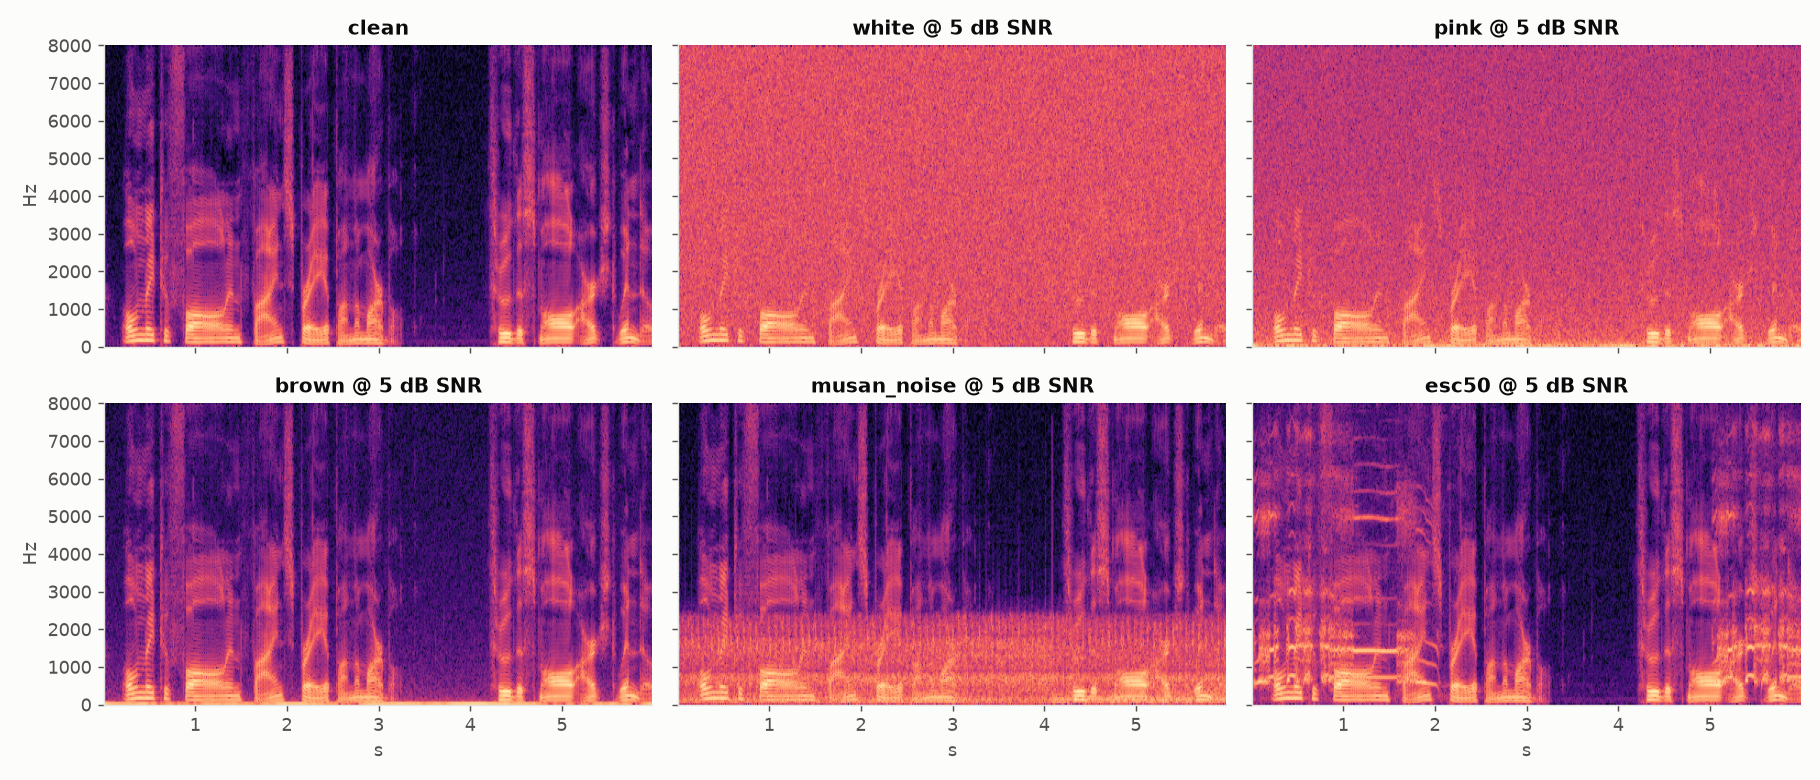 clean
white @ 5 dB SNR
pink @ 5 dB SNR
8000
7000
6000
5000
4000
3000
2000
1000
0
Hz
brown @ 5 dB SNR
musan_noise @ 5 dB SNR
esc50 @ 5 dB SNR
8000
7000
6000
5000
4000
3000
2000
1000
0
Hz
1 2 3 4 5
1 2 3 4 5
1 2 3 4 5
s
s
s